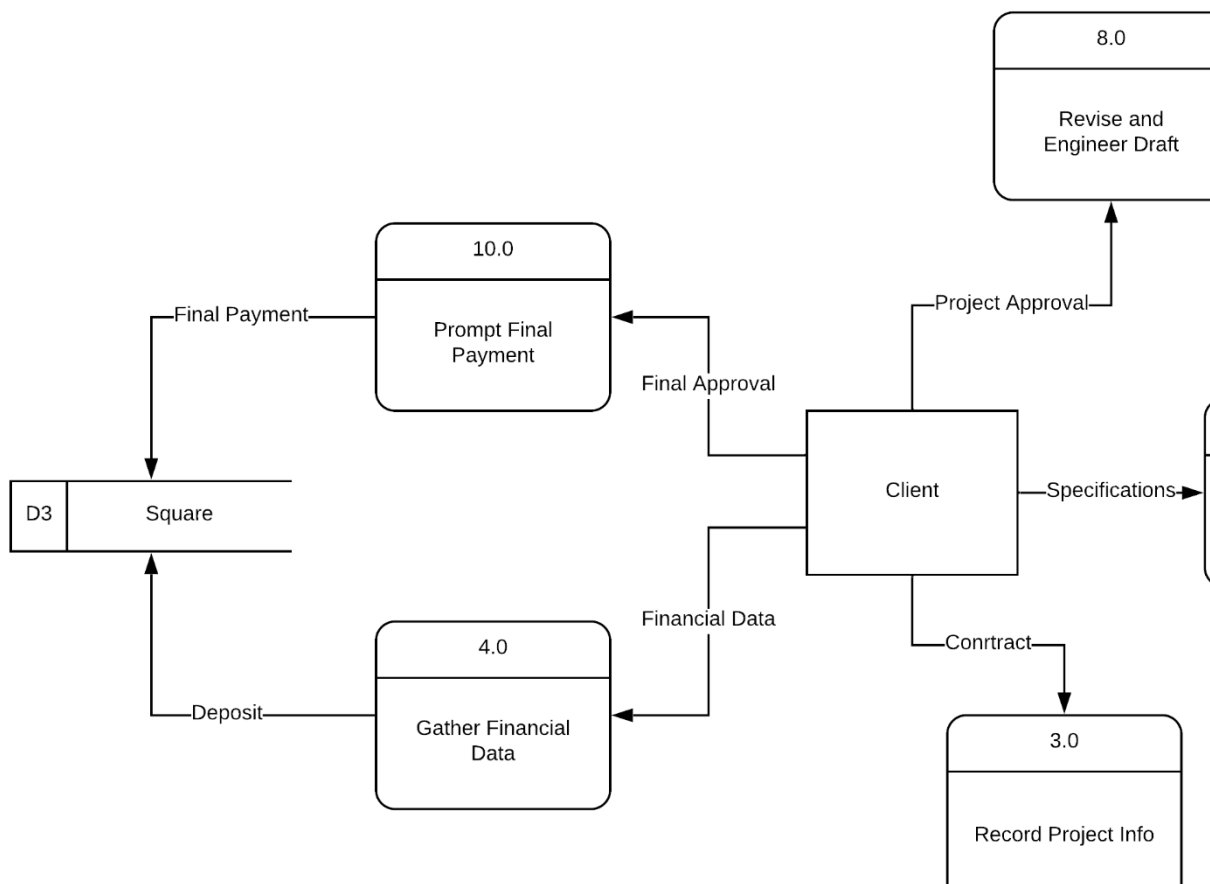 8.0
Revise and
Engineer Draft
10.0
Final Payment
Project Approval
Prompt Final
Payment
Final Approval
Client
Specifications
D3
Square
Financial Data
4.0
Conrtract
Deposit
Gather Financial
Data
3.0
Record Project Info